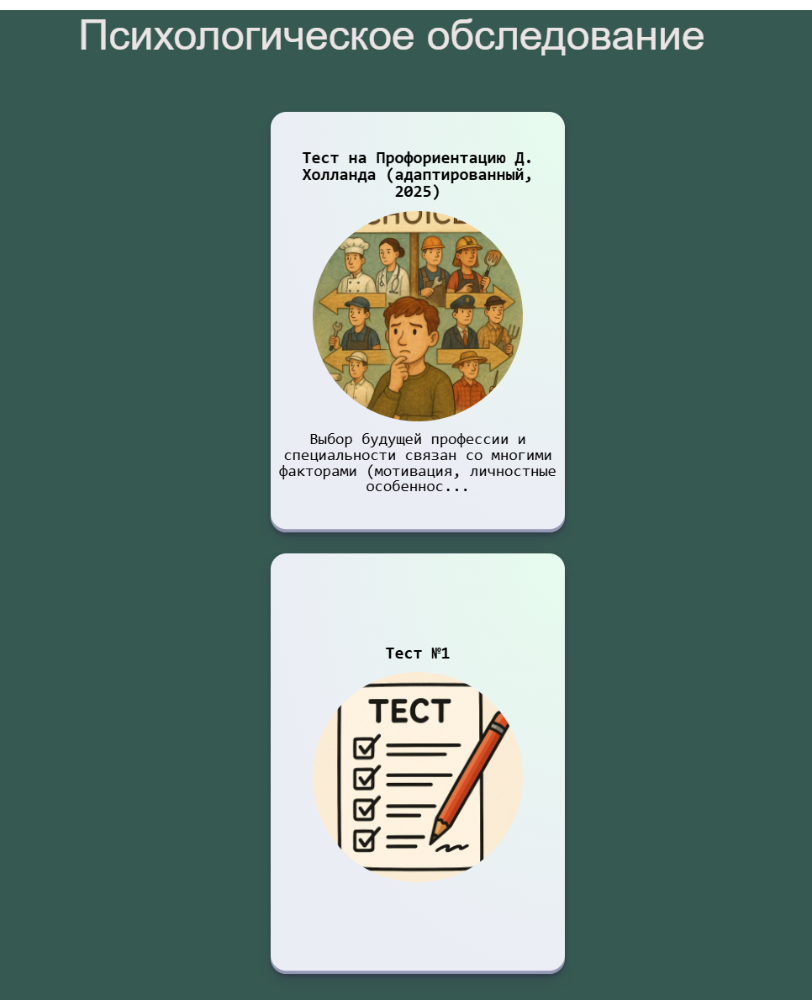 Психологическое обследование
Тест на Профориентацию Д.
Холланда (адаптированный,
2025)
CHOICE
Выбор будущей профессии и
специальности связан со многими
факторами (мотивация, личностные
особеннос...
Тест №1
ТЕСТ